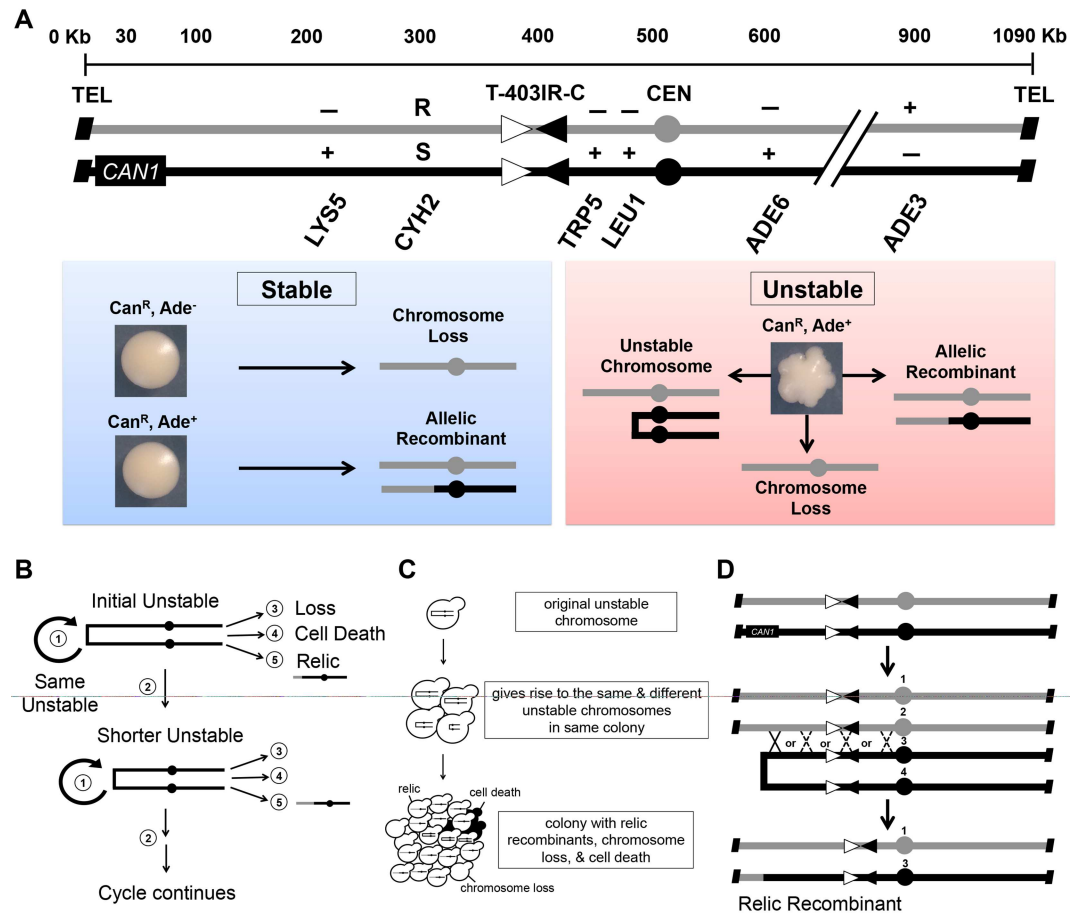 A
0 Kb 30 100 200 300 400 500 600 900 1090 Kb
TEL T-403IR-C CEN TEL
– R – – – +
CAN1 + S + + + –
LYS5 CYH2 TRP5 LEU1 ADE6 ADE3
Stable
Can^R, Ade^-
Chromosome
Loss
Can^R, Ade^+
Allelic
Recombinant
Unstable
Can^R, Ade^+
Unstable
Chromosome
Allelic
Recombinant
Chromosome
Loss
B
Initial Unstable
① ③ Loss
④ Cell Death
⑤ Relic
Same
Unstable
②
Shorter Unstable
① ③
④
⑤
②
Cycle continues
C
original unstable
chromosome
gives rise to the same & different
unstable chromosomes
in same colony
relic
cell death
colony with relic
recombinants, chromosome
loss, & cell death
chromosome loss
D
CAN1
1
2
or or or 3
4
1
3
Relic Recombinant